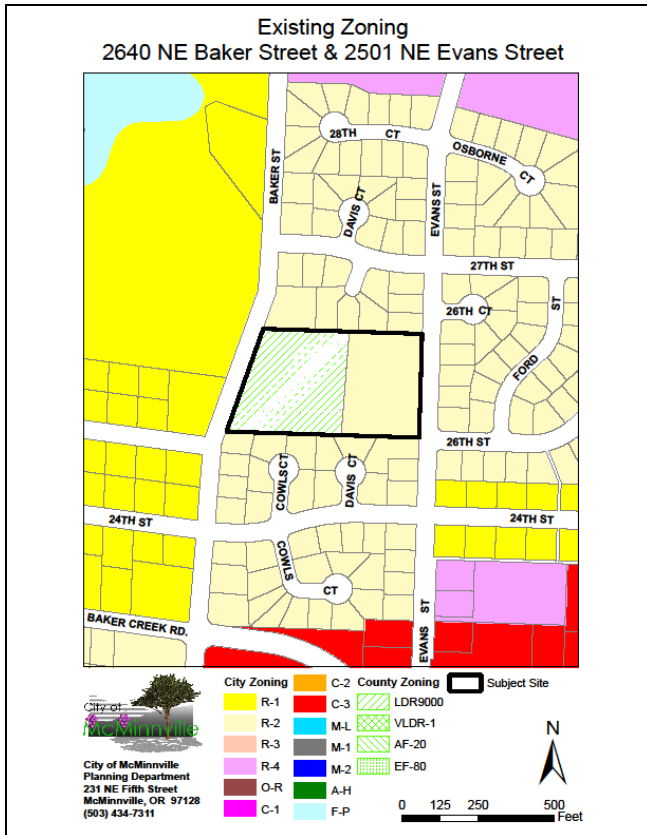 Existing Zoning
2640 NE Baker Street & 2501 NE Evans Street
28TH CT
OSBORNE CT
BAKER ST
DAVIS CT
EVANS ST
27TH ST
26TH CT
FORD ST
26TH ST
COWLS CT
DAVIS CT
24TH ST
24TH ST
COWLS CT
BAKER CREEK RD.
EVANS ST
City of
McMinnville
City of McMinnville
Planning Department
231 NE Fifth Street
McMinnville, OR 97128
(503) 434-7311
City Zoning
R-1
R-2
R-3
R-4
O-R
C-1
C-2
C-3
M-L
M-1
M-2
A-H
F-P
County Zoning
LDR9000
VLDR-1
AF-20
EF-80
Subject Site
N
0 125 250 500
Feet